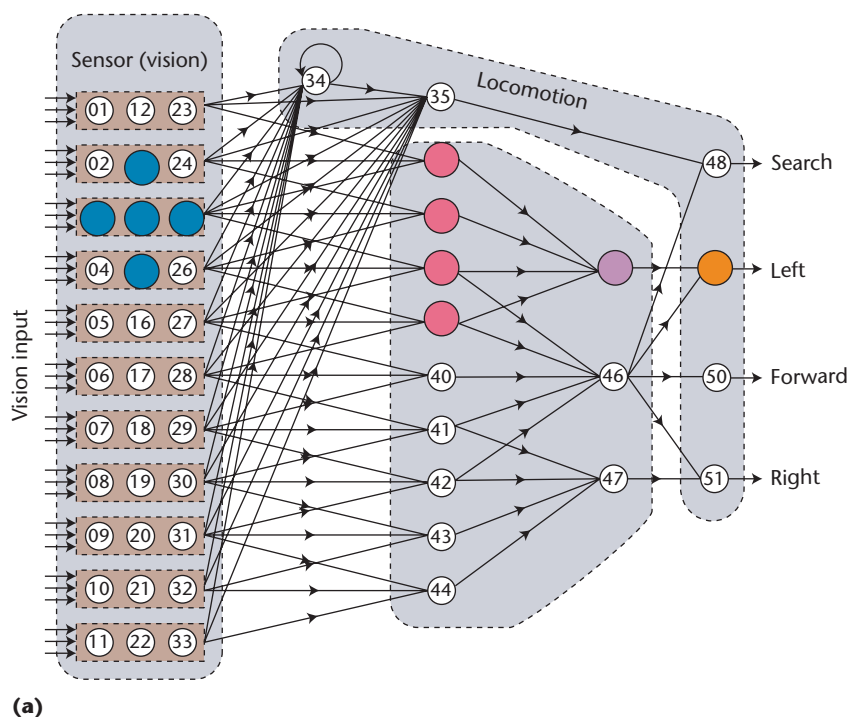 Sensor (vision)
Locomotion
Vision input
34
35
01 12 23
02 24
04 26
05 16 27
06 17 28
07 18 29
08 19 30
09 20 31
10 21 32
11 22 33
40
41
42
43
44
46
47
48
50
51
Search
Left
Forward
Right
(a)